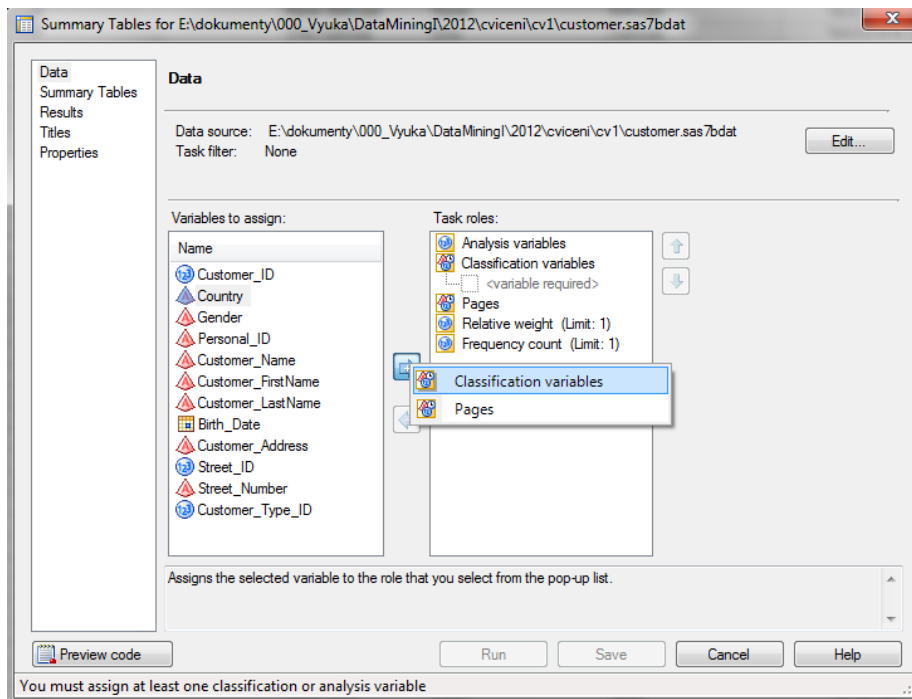 Summary Tables for E:\dokumenty\000_Vyuka\DataMiningI\2012\cviceni\cv1\customer.sas7bdat
Data
Summary Tables
Results
Titles
Properties
Data
Data source: E:\dokumenty\000_Vyuka\DataMiningI\2012\cviceni\cv1\customer.sas7bdat
Task filter: None
Edit...
Variables to assign:
Name
Customer_ID
Country
Gender
Personal_ID
Customer_Name
Customer_FirstName
Customer_LastName
Birth_Date
Customer_Address
Street_ID
Street_Number
Customer_Type_ID
Task roles:
Analysis variables
Classification variables
<variable required>
Pages
Relative weight (Limit: 1)
Frequency count (Limit: 1)
Classification variables
Pages
Assigns the selected variable to the role that you select from the pop-up list.
Preview code
Run
Save
Cancel
Help
You must assign at least one classification or analysis variable